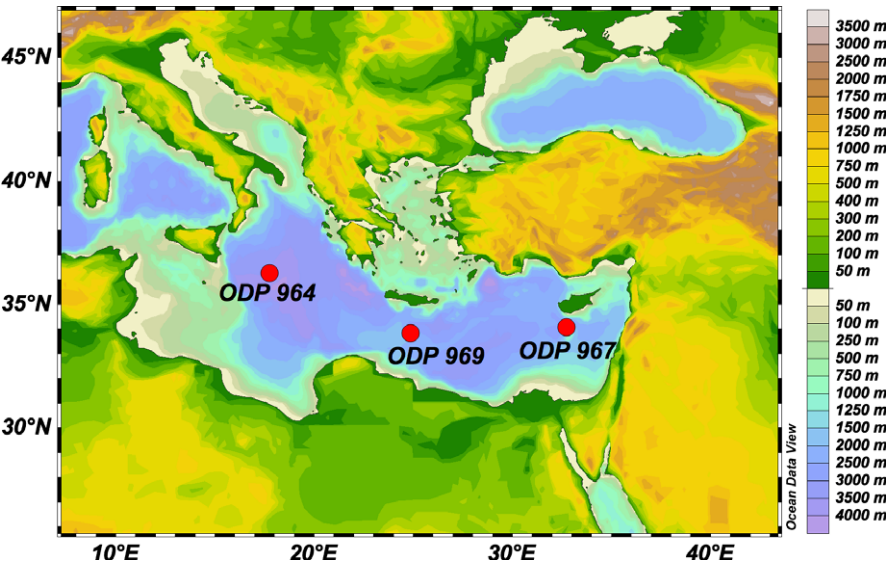 45°N
40°N
35°N
30°N
10°E
20°E
30°E
40°E
ODP 964
ODP 969
ODP 967
Ocean Data View
3500 m
3000 m
2500 m
2000 m
1750 m
1500 m
1250 m
1000 m
750 m
500 m
400 m
300 m
200 m
100 m
50 m
50 m
100 m
250 m
500 m
750 m
1000 m
1250 m
1500 m
2000 m
2500 m
3000 m
3500 m
4000 m